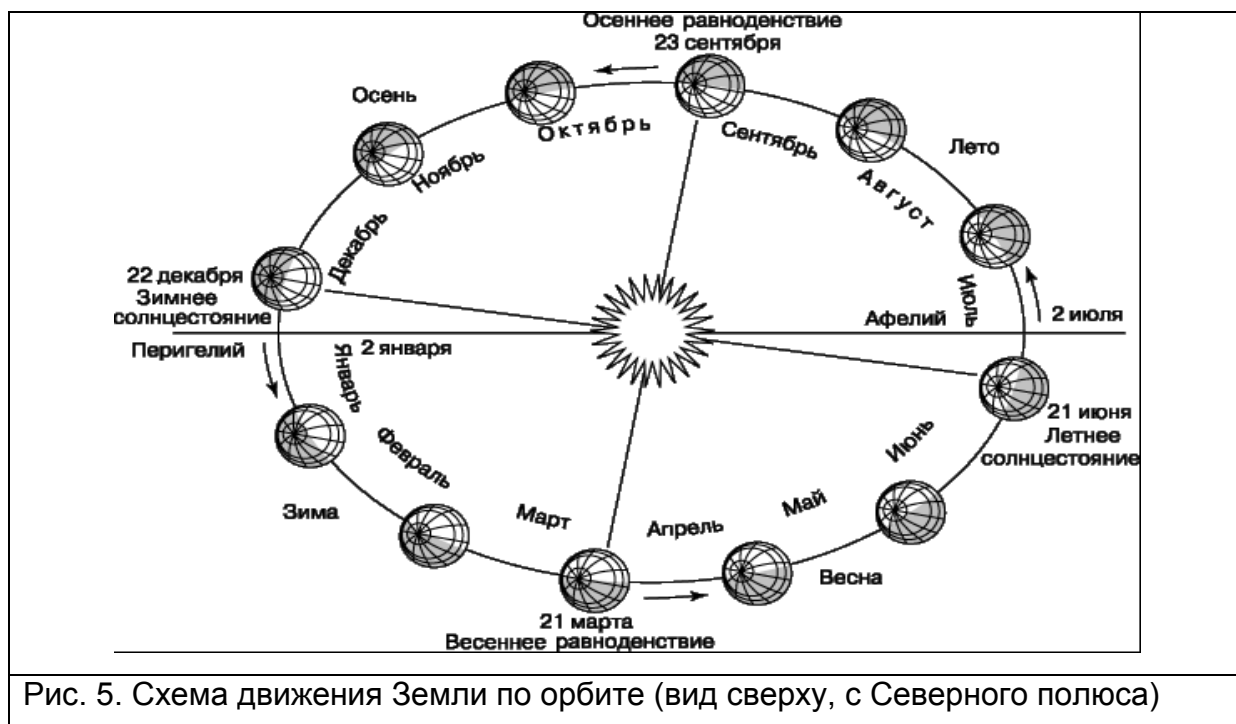 Осеннее равноденствие
23 сентября
Осень
Октябрь
Сентябрь
Лето
Ноябрь
Август
Декабрь
22 декабря
Зимнее
солнцестояние
Июль
Афелий
2 июля
Перигелий
2 января
Январь
21 июня
Летнее
солнцестояние
Июнь
Февраль
Зима
Март
Апрель
Май
Весна
21 марта
Весеннее равноденствие
Рис. 5. Схема движения Земли по орбите (вид сверху, с Северного полюса)